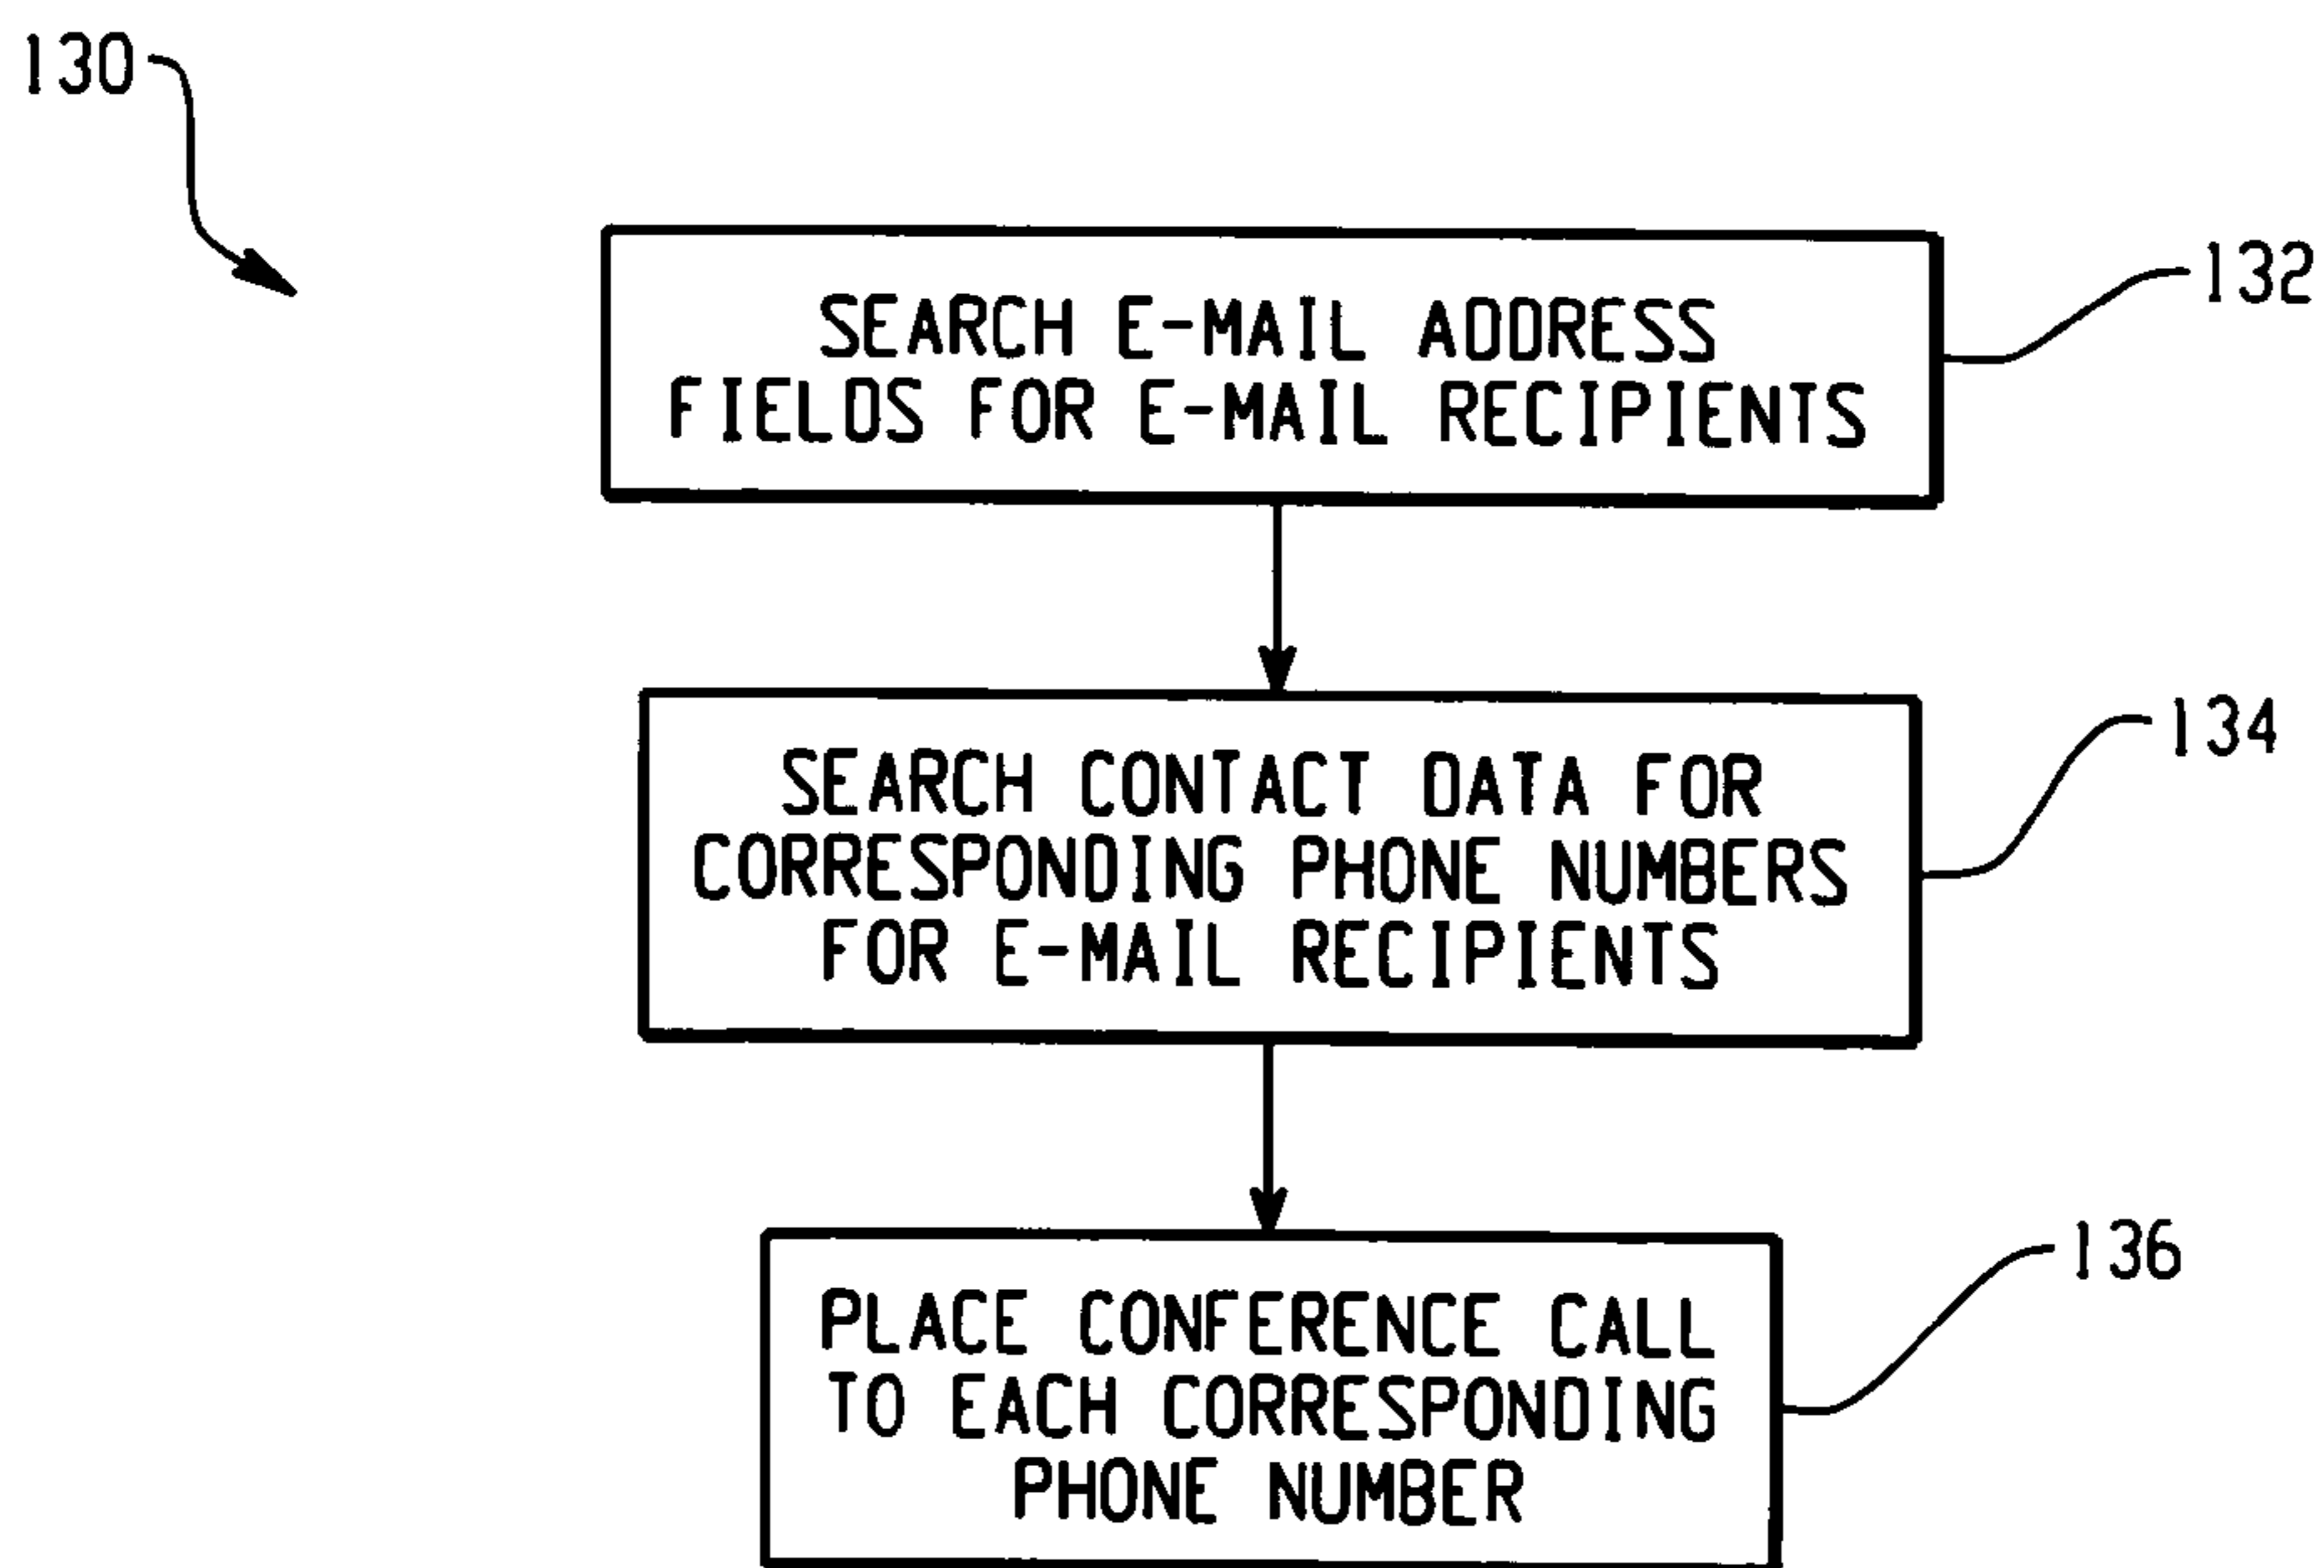 130
132
SEARCH E-MAIL ADDRESS
FIELDS FOR E-MAIL RECIPIENTS
134
SEARCH CONTACT DATA FOR
CORRESPONDING PHONE NUMBERS
FOR E-MAIL RECIPIENTS
136
PLACE CONFERENCE CALL
TO EACH CORRESPONDING
PHONE NUMBER